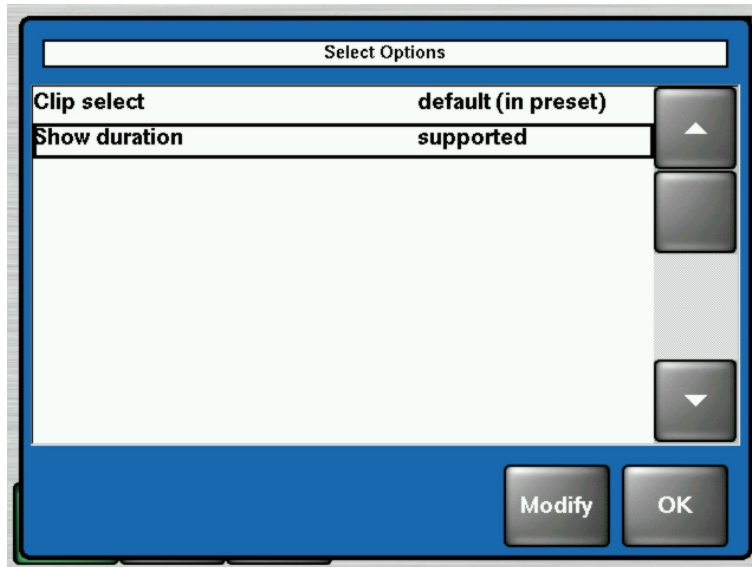 Select Options
Clip select default (in preset)
Show duration supported
Modify OK